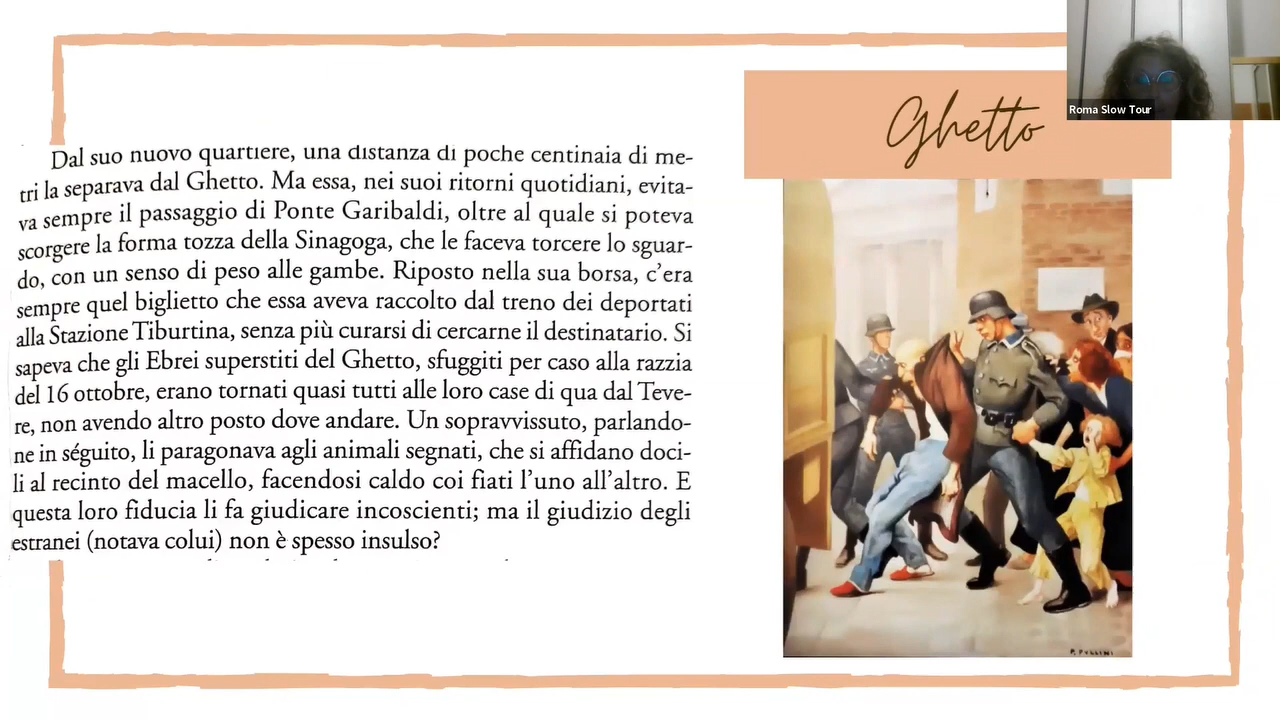 Dal suo nuovo quartiere, una distanza di poche centinaia di me-
tri la separava dal Ghetto. Ma essa, nei suoi ritorni quotidiani, evita-
va sempre il passaggio di Ponte Garibaldi, oltre al quale si poteva
scorgere la forma tozza della Sinagoga, che le faceva torcere lo sguar-
do, con un senso di peso alle gambe. Riposto nella sua borsa, c'era
sempre quel biglietto che essa aveva raccolto dal treno dei deportati
alla Stazione Tiburtina, senza più curarsi di cercarne il destinatario. Si
sapeva che gli Ebrei superstiti del Ghetto, sfuggiti per caso alla razzia
del 16 ottobre, erano tornati quasi tutti alle loro case di qua dal Teve-
re, non avendo altro posto dove andare. Un sopravvissuto, parlando-
ne in séguito, li paragonava agli animali segnati, che si affidano doci-
li al recinto del macello, facendosi caldo coi fiati l'uno all'altro. E
questa loro fiducia li fa giudicare incoscienti; ma il giudizio degli
estranei (notava colui) non è spesso insulso?
Ghetto
Roma Slow Tour
P. PULLINI